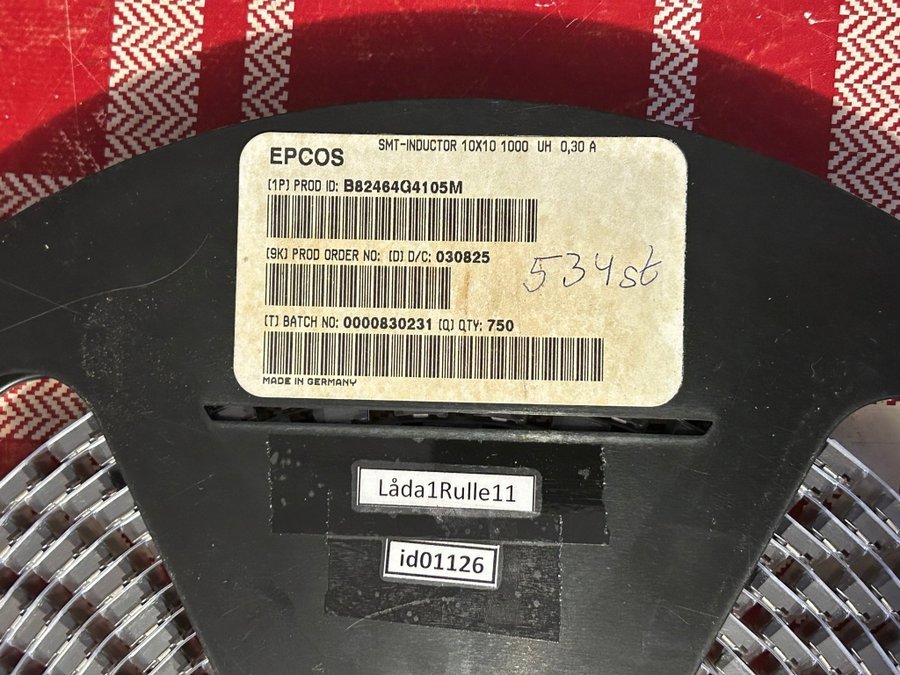 SMT-INDUCTOR 10X10 1000 UH 0,30 A
EPCOS
(1P) PROD ID: B82464G4105M
(9K) PROD ORDER NO: (D) D/C: 030825
534st
(T) BATCH NO: 0000830231 (Q) QTY: 750
MADE IN GERMANY
Låda1Rulle11
id01126